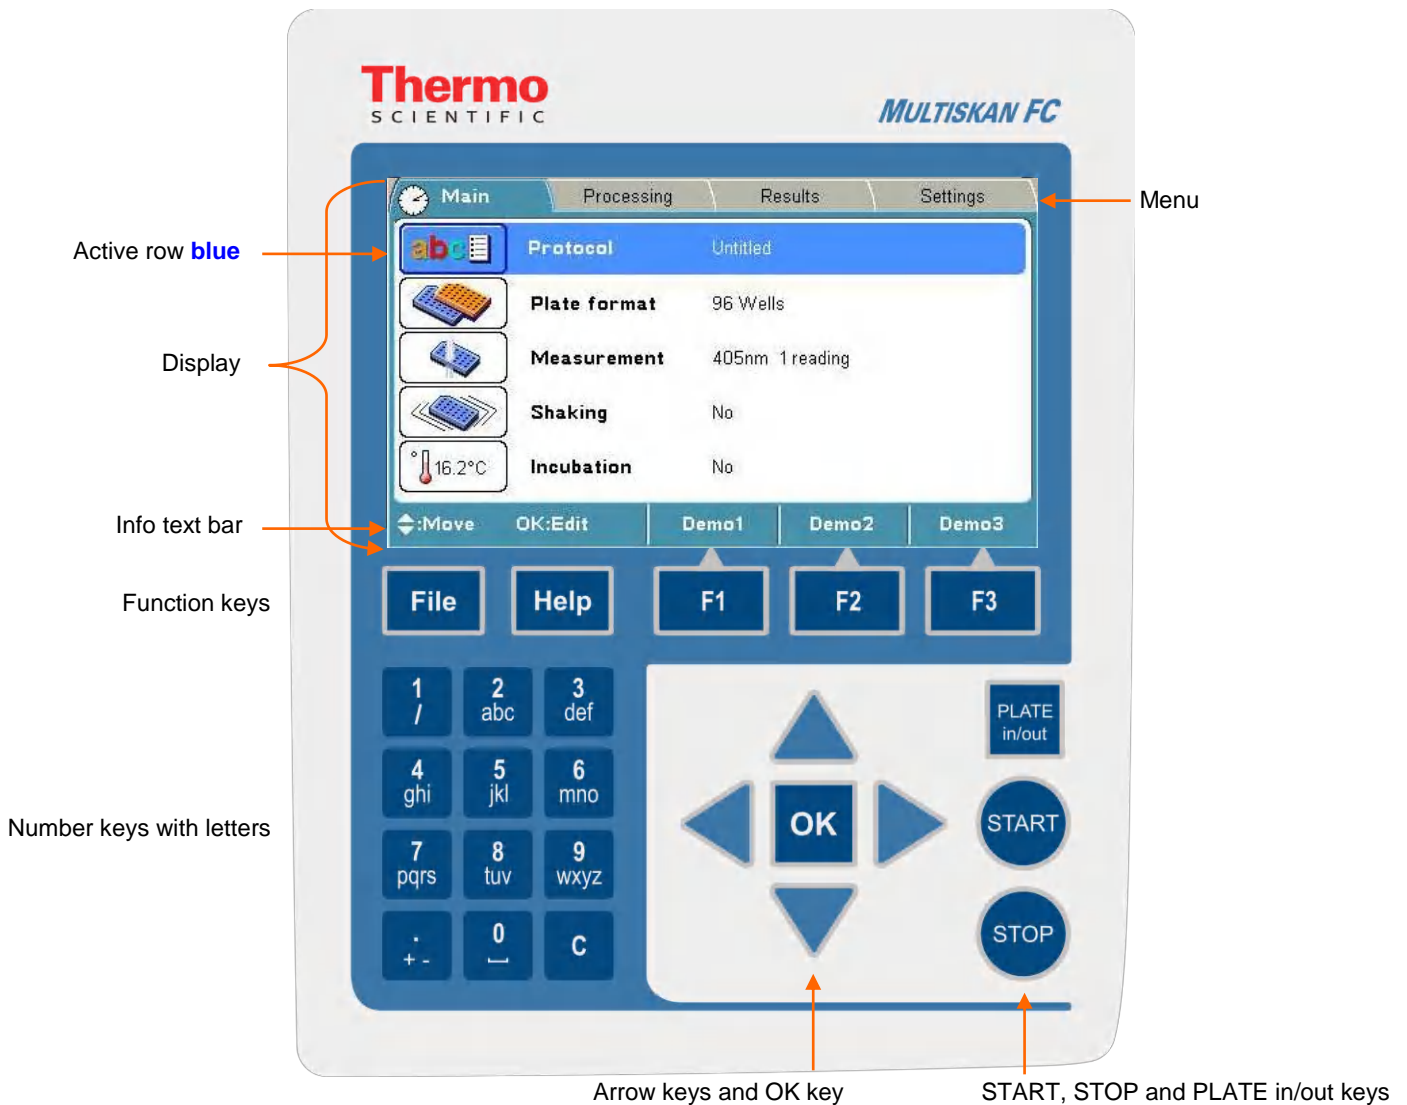 Thermo
SCIENTIFIC
MULTISKAN FC
Main Processing Results Settings
Menu
Active row blue
abc Protocol Untitled
Plate format 96 Wells
Display
Measurement 405nm 1 reading
Shaking No
16.2°C Incubation No
Info text bar
:Move OK:Edit Demo1 Demo2 Demo3
Function keys
File Help F1 F2 F3
1 2 3
/ abc def
PLATE
in/out
4 5 6
ghi jkl mno
Number keys with letters
OK
START
7 8 9
pqrs tuv wxyz
. 0 C
+ -
STOP
Arrow keys and OK key
START, STOP and PLATE in/out keys